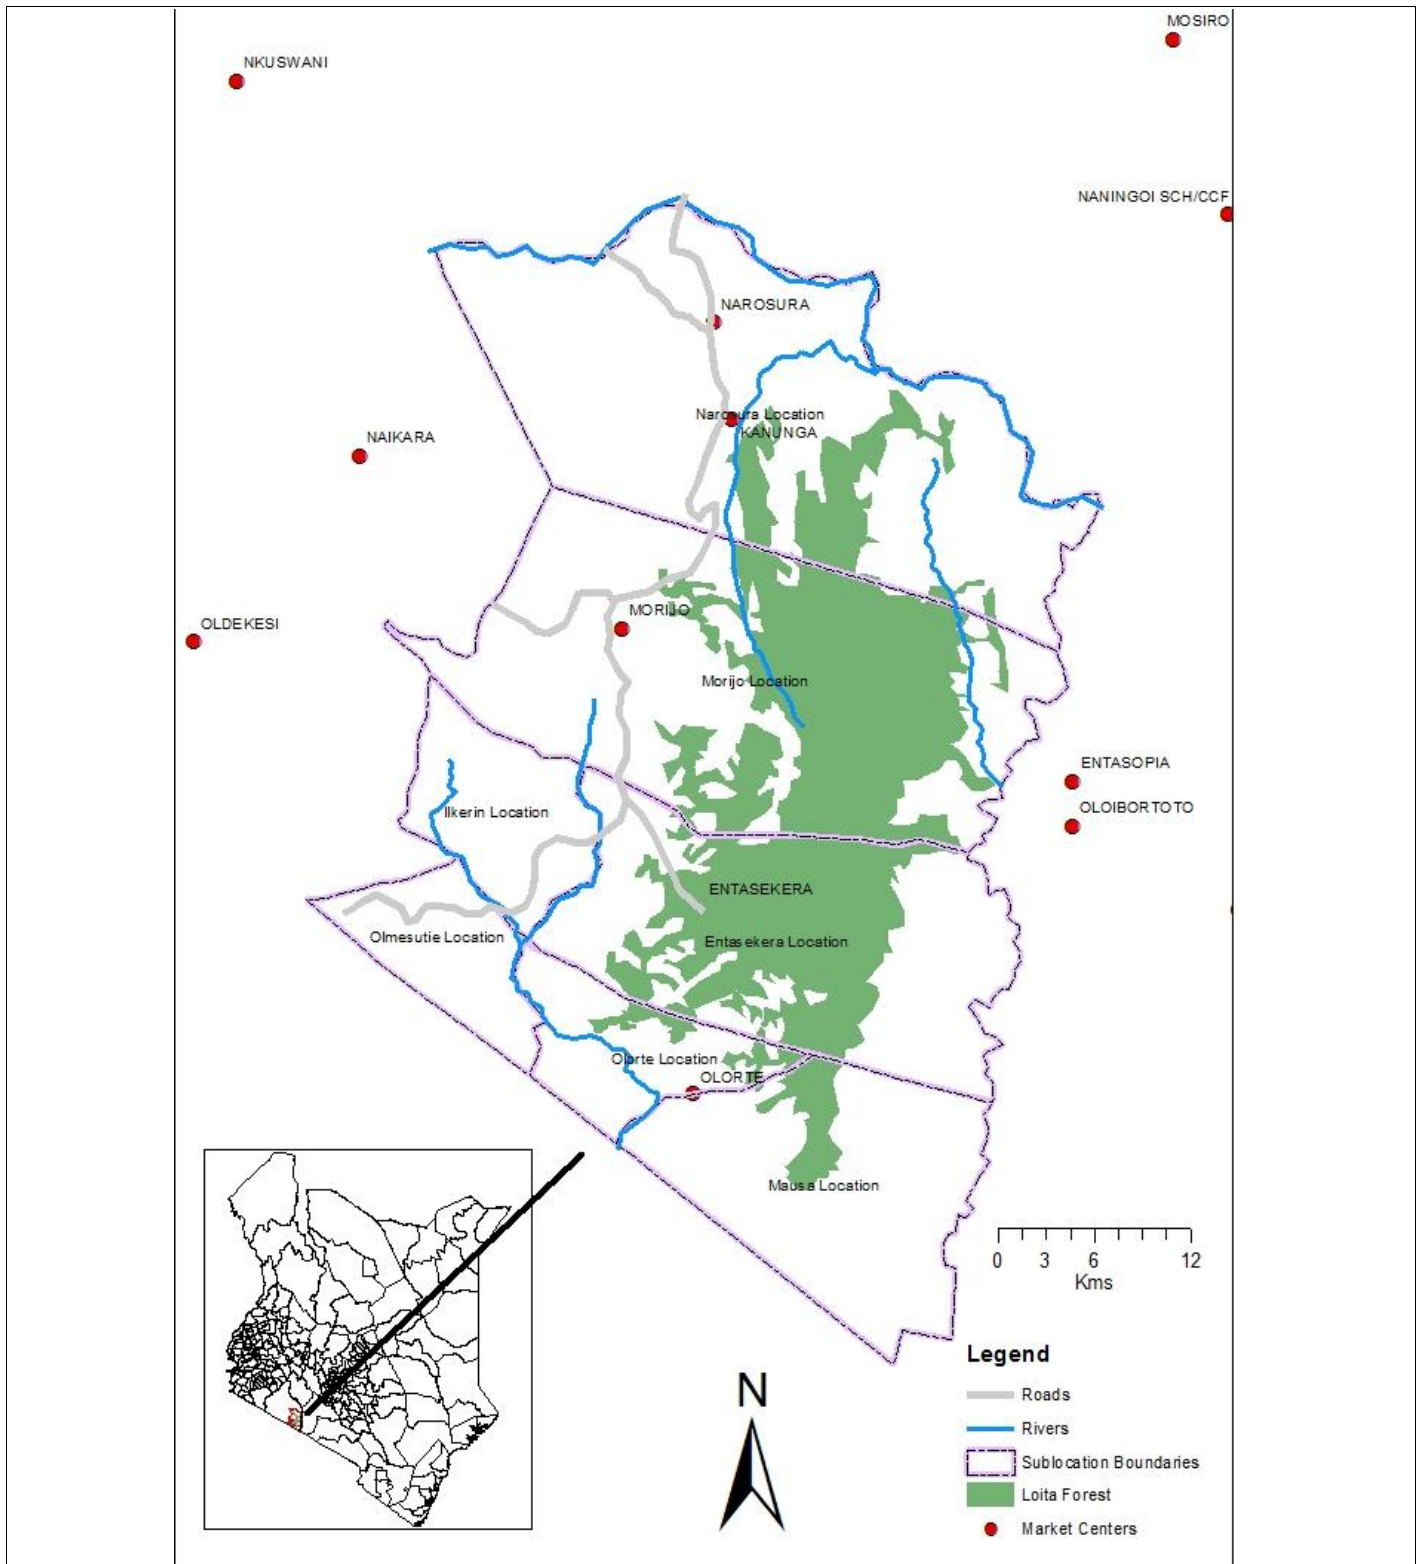 MOSIRO
NKUSWANI
NANINGOI SCH/CCF
NAROSURA
Narosura Location
KANUNGA
NAIKARA
MORIJO
OLDEKESI
Morijo Location
ENTASOPIA
OLOIBORTOTO
Ilkerin Location
ENTASEKERA
Olmesutie Location
Entasekera Location
Olorte Location
OLORTE
Mausa Location
0 3 6 12
Kms
N
Legend
Roads
Rivers
Sublocation Boundaries
Loita Forest
Market Centers